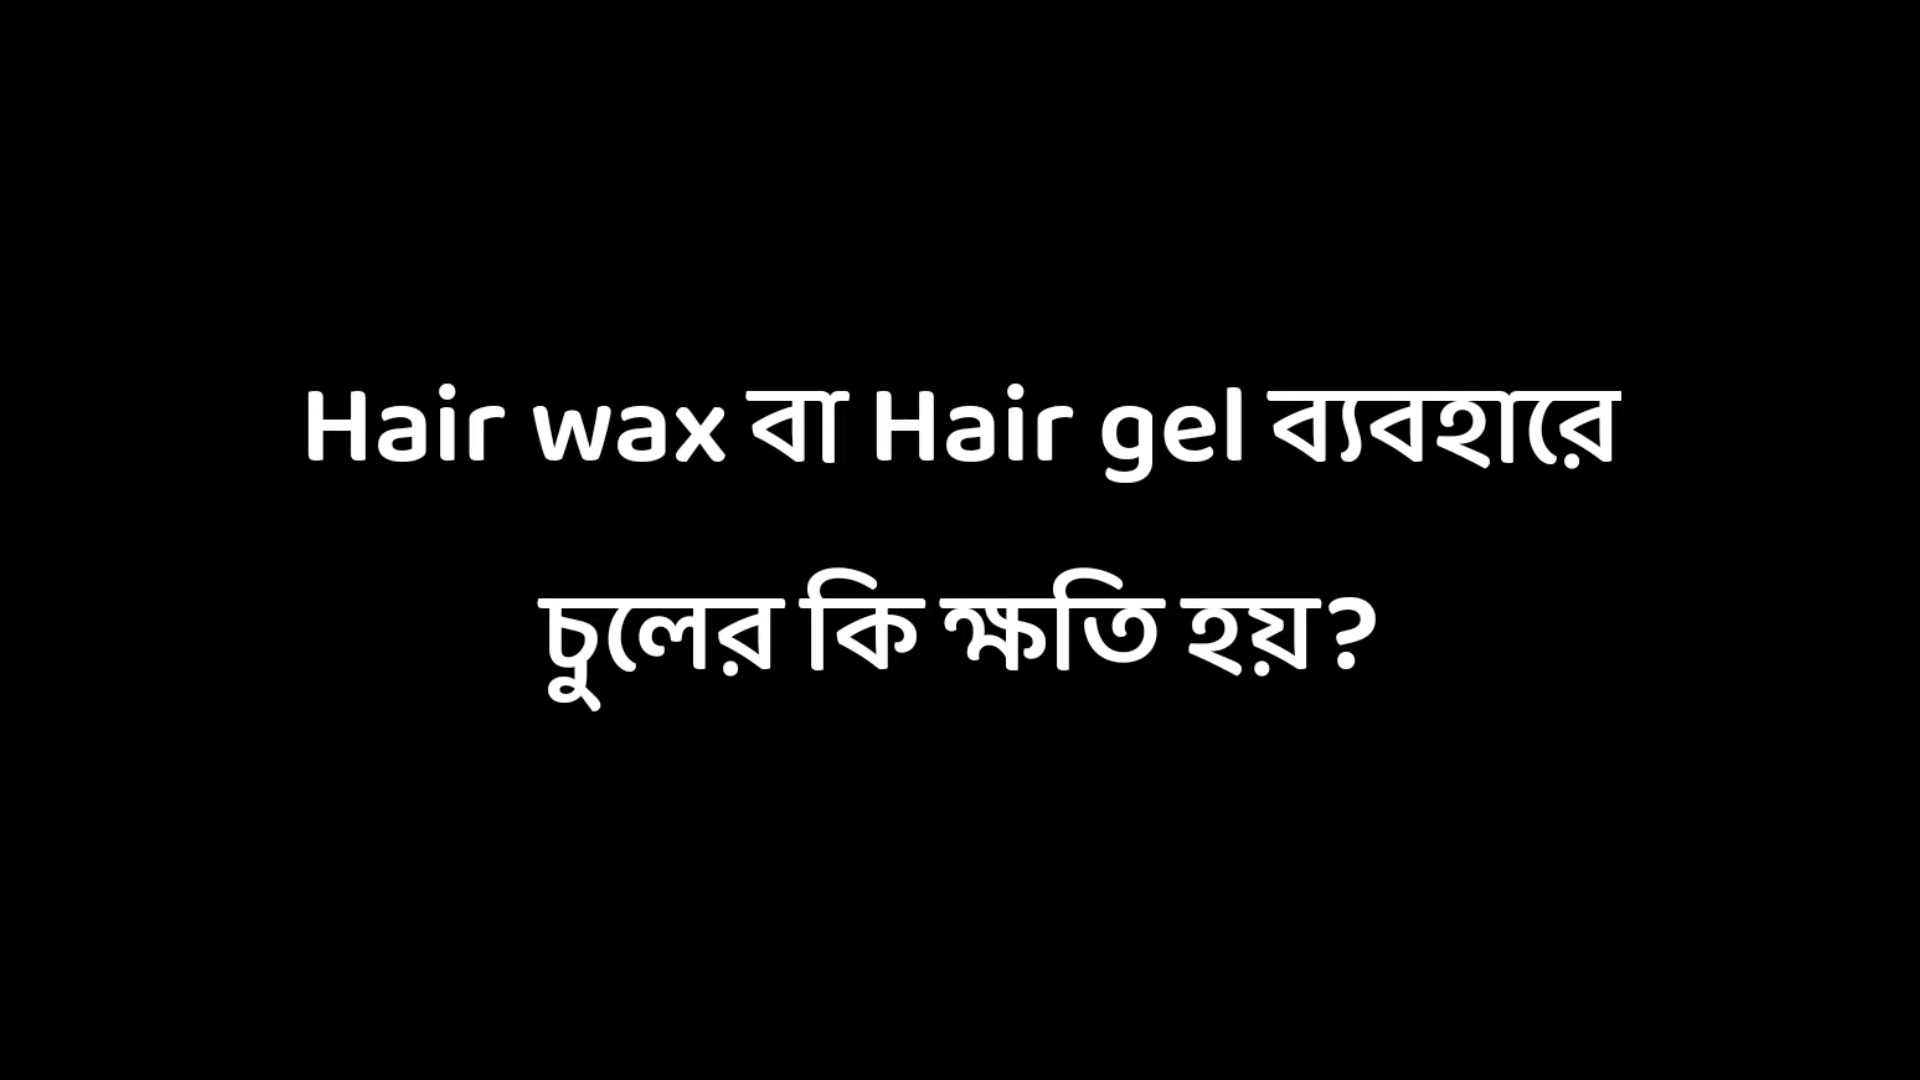 Hair wax বা Hair gel ব্যবহারে
চুলের কি ক্ষতি হয়?